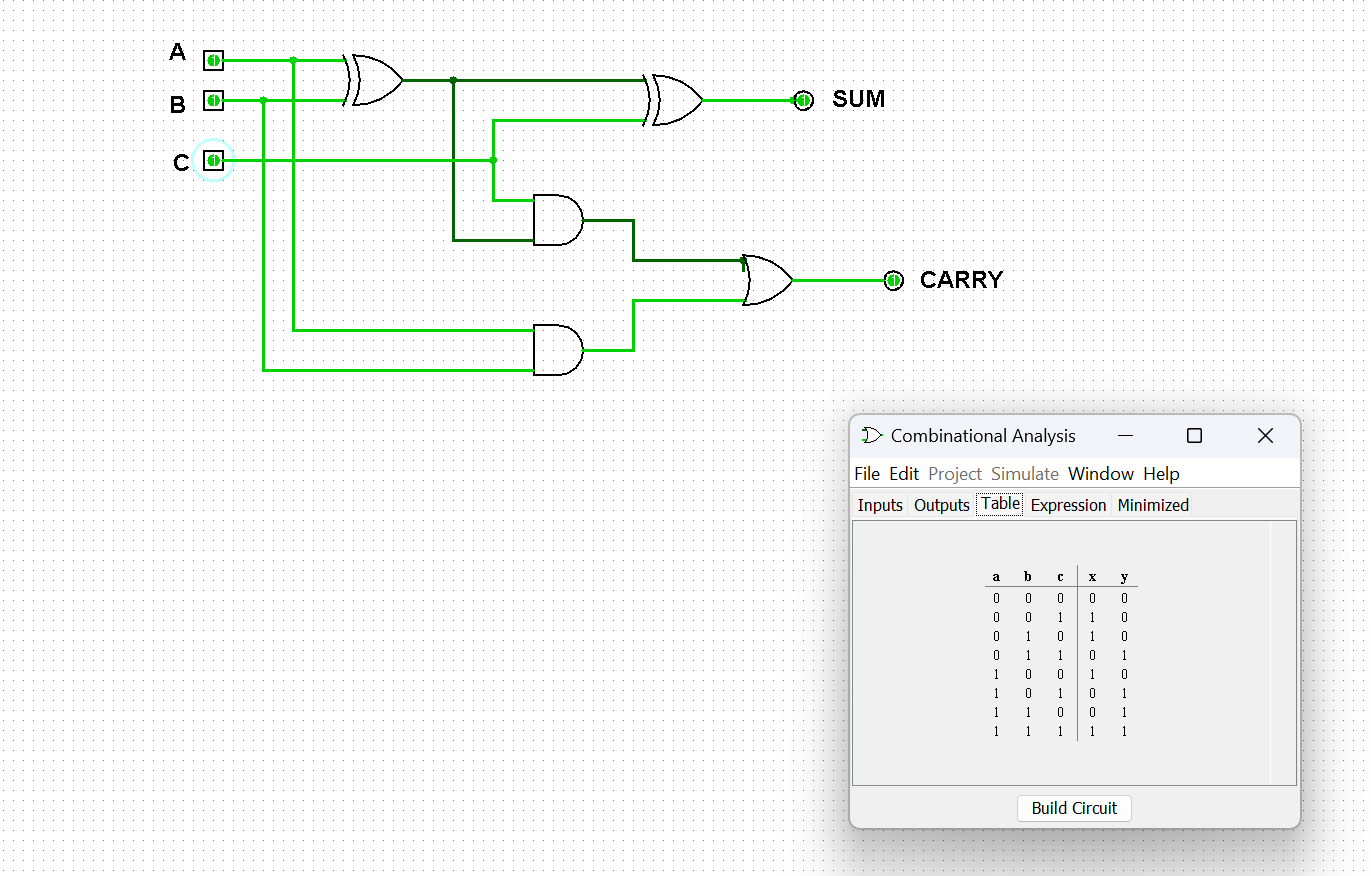 A
B
C
SUM
CARRY
Combinational Analysis
File Edit Project Simulate Window Help
Inputs Outputs Table Expression Minimized
a b c x y
0 0 0 0 0
0 0 1 1 0
0 1 0 1 0
0 1 1 0 1
1 0 0 1 0
1 0 1 0 1
1 1 0 0 1
1 1 1 1 1
Build Circuit